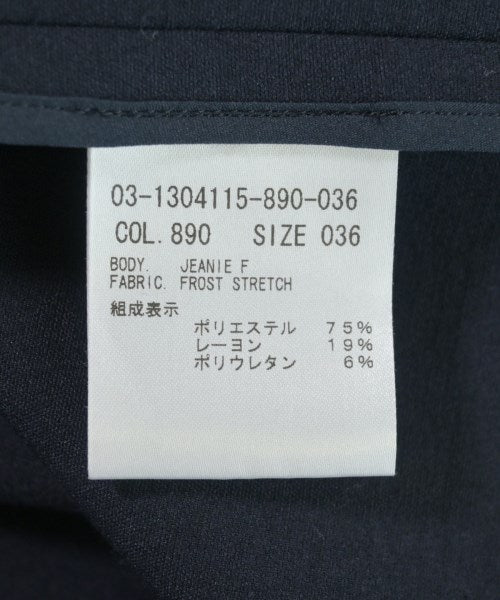 03-1304115-890-036
COL. 890 SIZE 036
BODY. JEANIE F
FABRIC. FROST STRETCH
組成表示
ポリエステル 75%
レーヨン 19%
ポリウレタン 6%